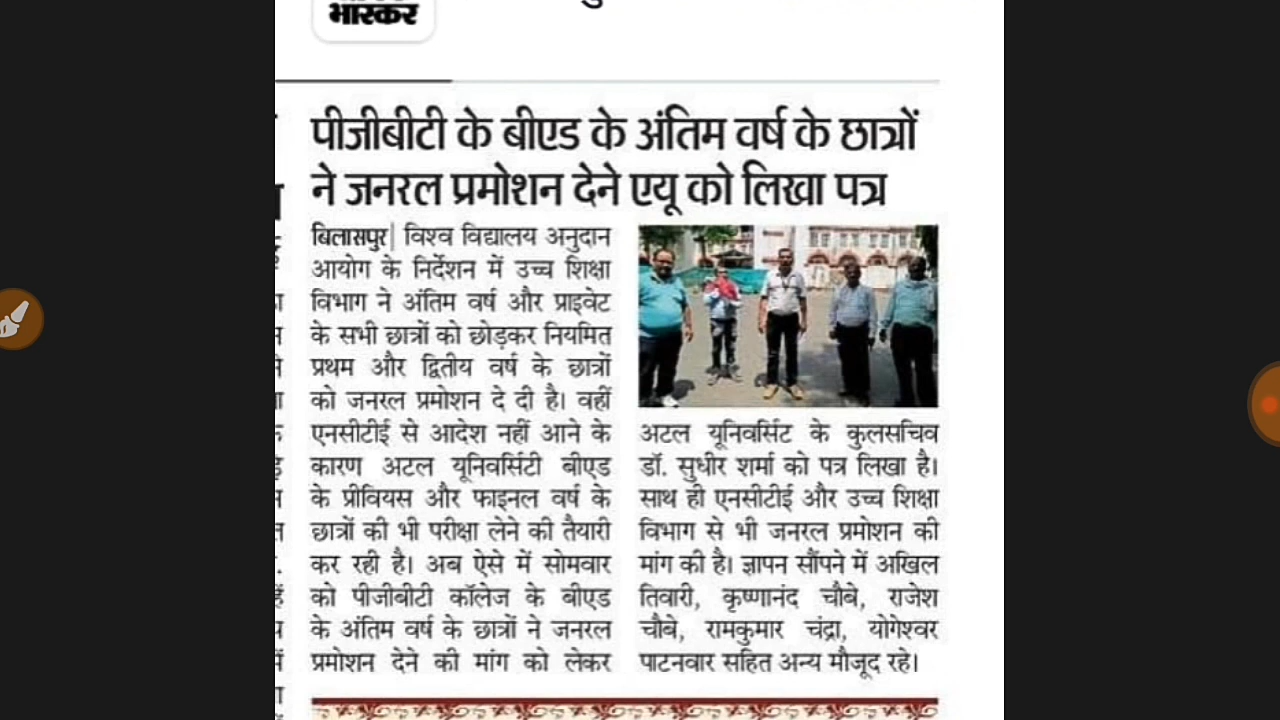 भास्कर
पीजीबीटी के बीएड के अंतिम वर्ष के छात्रों
ने जनरल प्रमोशन देने एयू को लिखा पत्र
बिलासपुर| विश्व विद्यालय अनुदान
आयोग के निर्देशन में उच्च शिक्षा
विभाग ने अंतिम वर्ष और प्राइवेट
के सभी छात्रों को छोड़कर नियमित
प्रथम और द्वितीय वर्ष के छात्रों
को जनरल प्रमोशन दे दी है। वहीं
एनसीटीई से आदेश नहीं आने के
कारण अटल यूनिवर्सिटी बीएड
के प्रीवियस और फाइनल वर्ष के
छात्रों की भी परीक्षा लेने की तैयारी
कर रही है। अब ऐसे में सोमवार
को पीजीबीटी कॉलेज के बीएड
के अंतिम वर्ष के छात्रों ने जनरल
प्रमोशन देने की मांग को लेकर
अटल यूनिवर्सिट के कुलसचिव
डॉ. सुधीर शर्मा को पत्र लिखा है।
साथ ही एनसीटीई और उच्च शिक्षा
विभाग से भी जनरल प्रमोशन की
मांग की है। ज्ञापन सौंपने में अखिल
तिवारी, कृष्णानंद चौबे, राजेश
चौबे, रामकुमार चंद्रा, योगेश्वर
पाटनवार सहित अन्य मौजूद रहे।